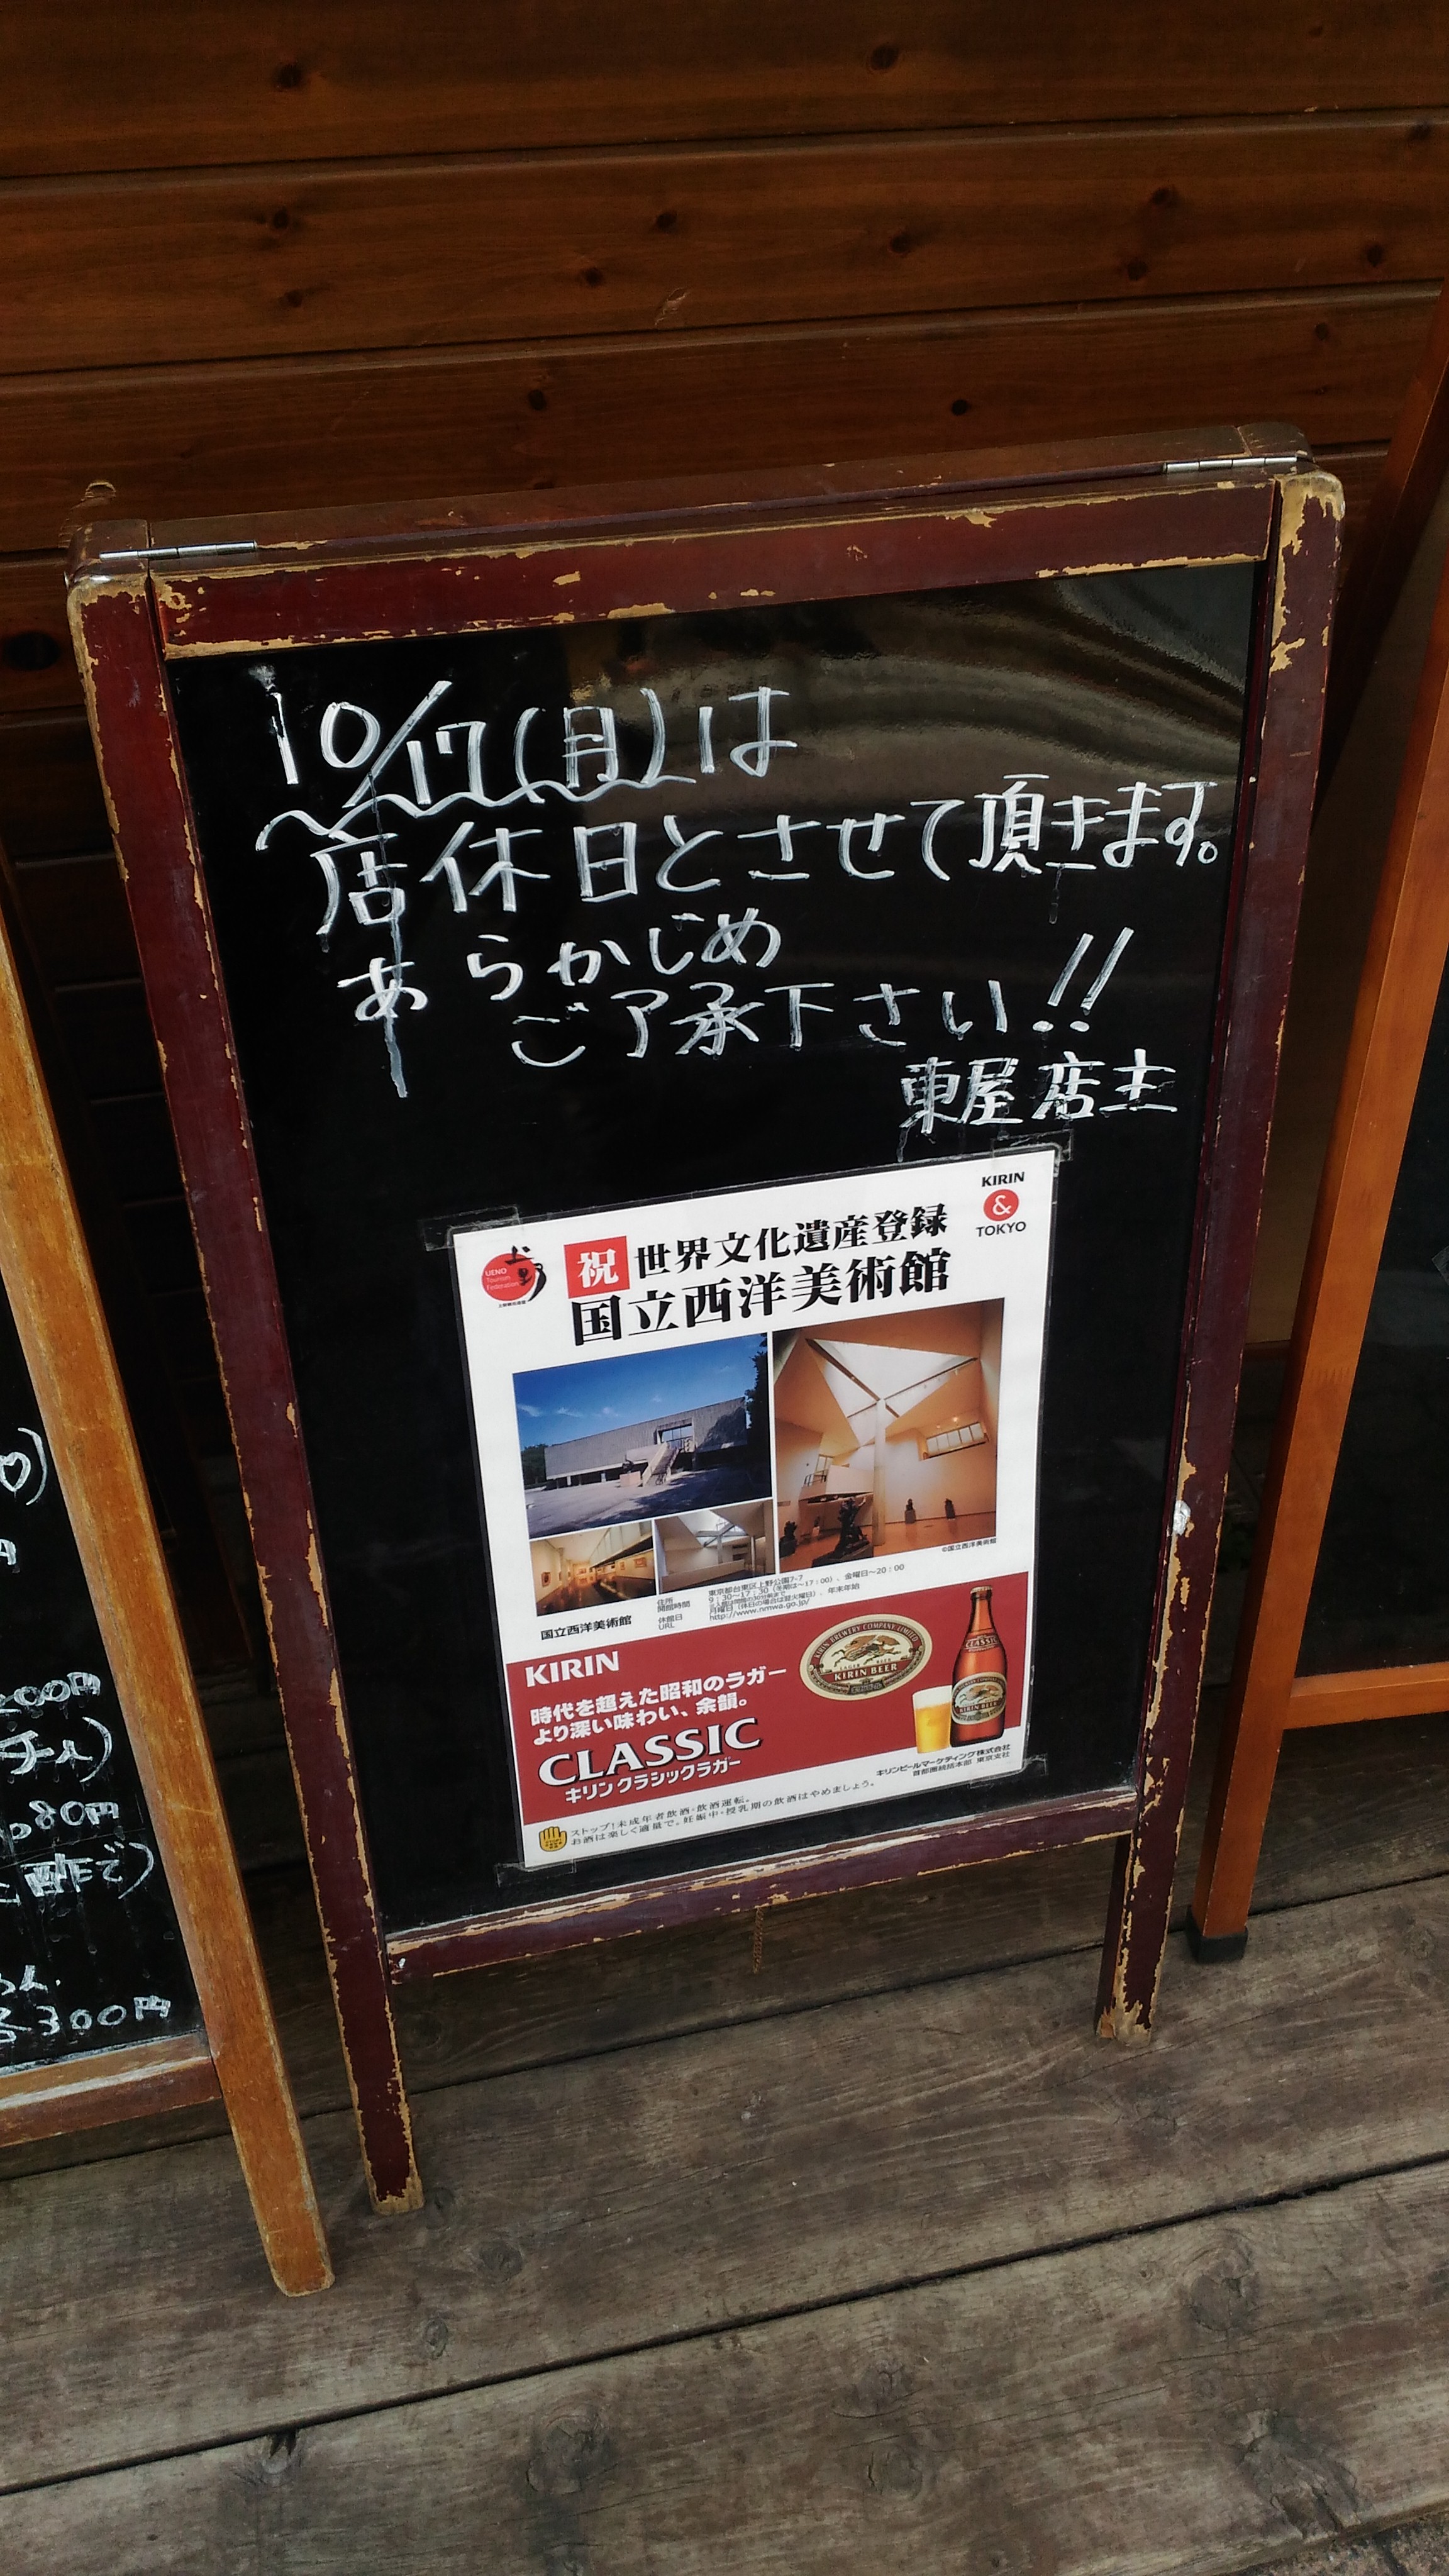 10/17(月)は
店休日とさせて頂きます。
あらかじめ
ご了承下さい!!
東屋 店主
KIRIN
&
TOKYO
上野
UENO
Tourism
Federation
祝 世界文化遺産登録
国立西洋美術館
©国立西洋美術館
国立西洋美術館
住所 東京都台東区上野公園7-7
開館時間 9:30〜17:30(冬期は〜17:00)、金曜日〜20:00
休館日 月曜日(休日の場合は翌火曜日)、年末年始
URL http://www.nmwa.go.jp/
KIRIN
時代を超えた昭和のラガー
より深い味わい、余韻。
CLASSIC
キリン クラシックラガー
KIRIN BREWERY COMPANY LIMITED
KIRIN BEER
CLASSIC
KIRIN BEER
キリンビールマーケティング株式会社
首都圏統括本部 東京支社
ストップ!未成年者飲酒・飲酒運転。
お酒は楽しく適量で。妊娠中・授乳期の飲酒はやめましょう。
200円
80円
酢で)
300円